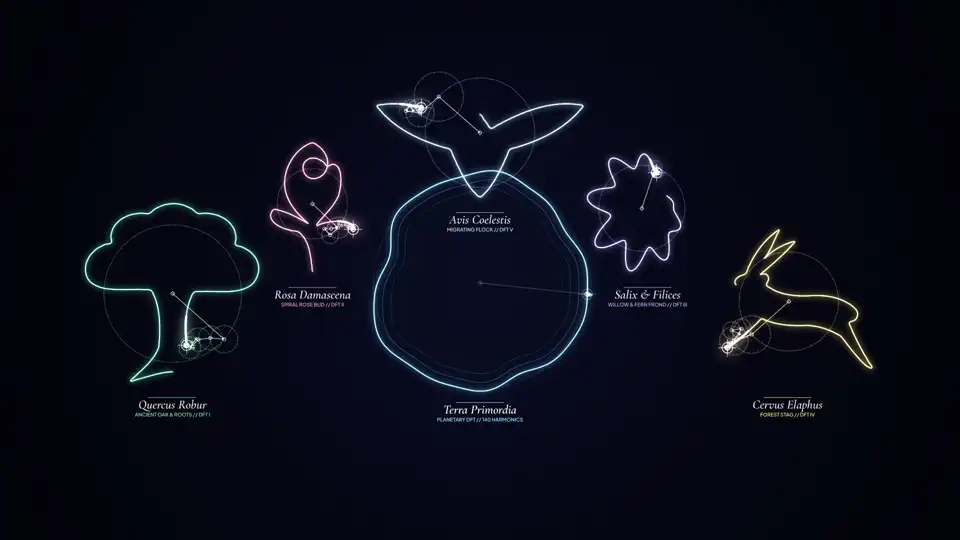 Avis Coelestis
MIGRATING FLOCK // DFT V
Rosa Damascena
SPIRAL ROSE BUD // DFT II
Salix & Filices
WILLOW & FERN FROND // DFT III
Quercus Robur
ANCIENT OAK & ROOTS // DFT I
Terra Primordia
PLANETARY DFT // 140 HARMONICS
Cervus Elaphus
FOREST STAG // DFT IV